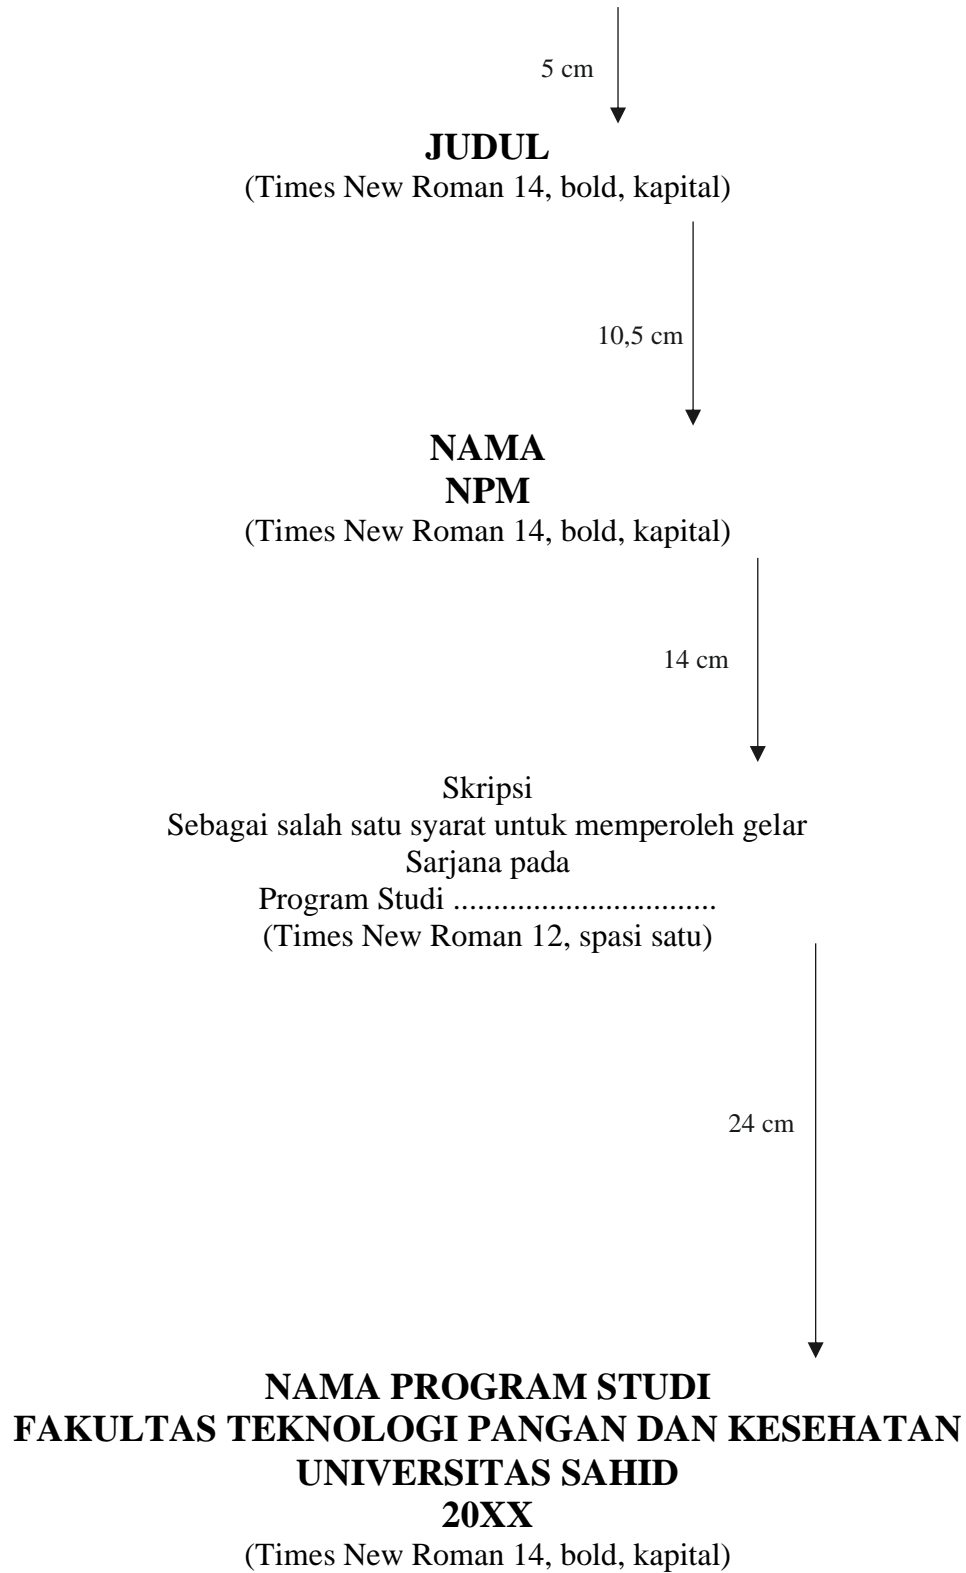 5 cm
JUDUL
(Times New Roman 14, bold, kapital)
10,5 cm
NAMA
NPM
(Times New Roman 14, bold, kapital)
14 cm
Skripsi
Sebagai salah satu syarat untuk memperoleh gelar
Sarjana pada
Program Studi .................................
(Times New Roman 12, spasi satu)
24 cm
NAMA PROGRAM STUDI
FAKULTAS TEKNOLOGI PANGAN DAN KESEHATAN
UNIVERSITAS SAHID
20XX
(Times New Roman 14, bold, kapital)